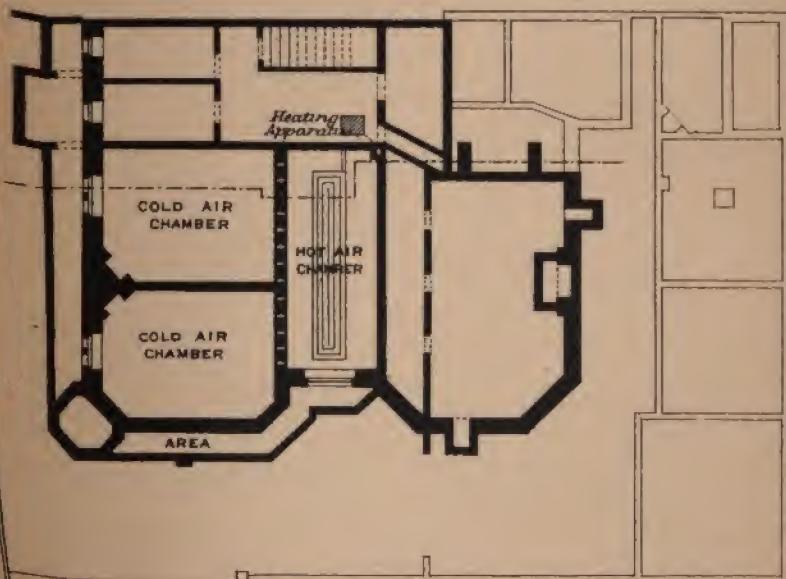 Heating
Apparatus
COLD AIR
CHAMBER
HOT AIR
CHAMBER
COLD AIR
CHAMBER
AREA